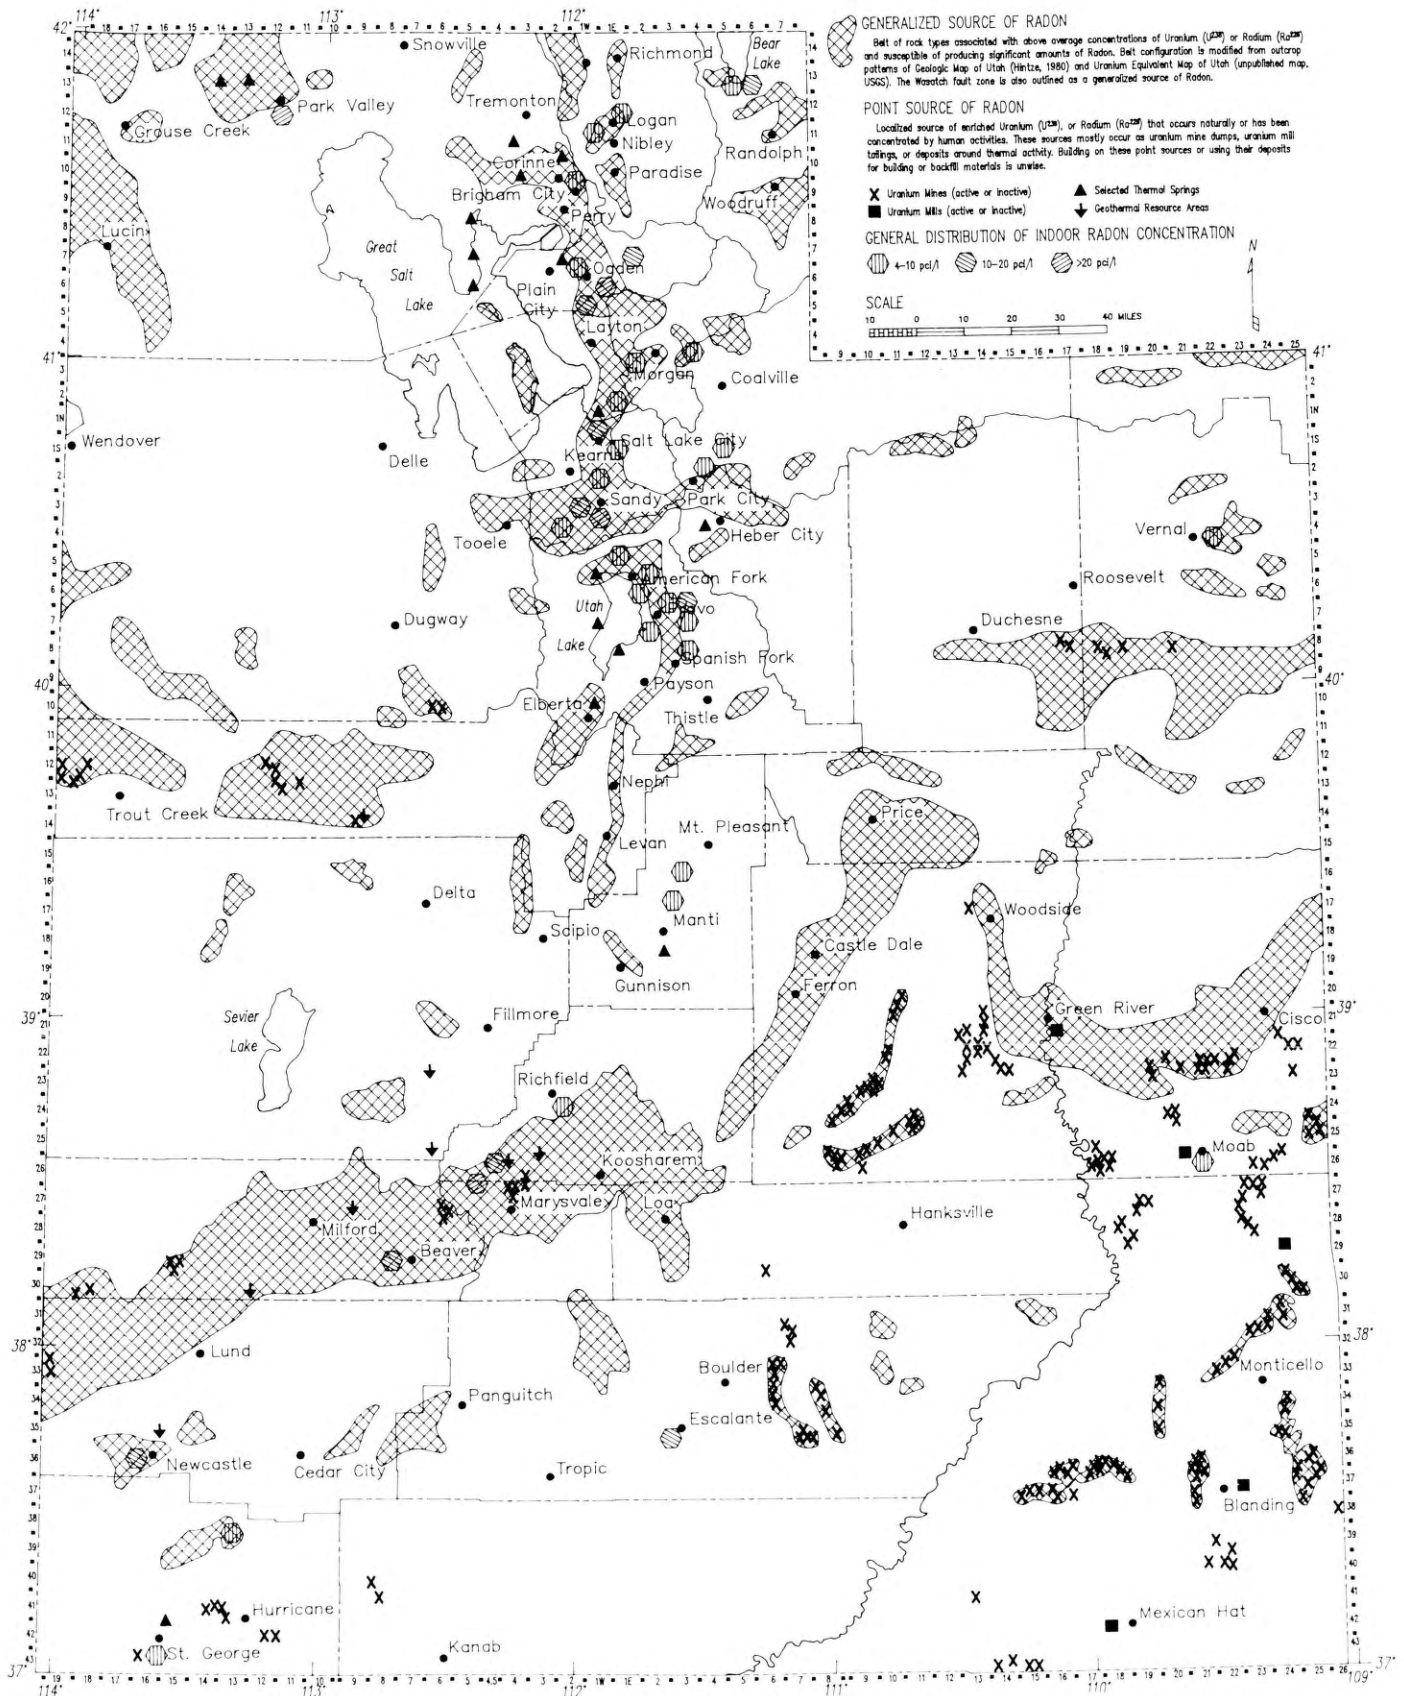 114°
113°
112°
42°
GENERALIZED SOURCE OF RADON
Belt of rock types associated with above average concentrations of Uranium (U²³⁸) or Radium (Ra²²⁶)
and susceptible of producing significant amounts of Radon. Belt configuration is modified from outcrop
patterns of Geologic Map of Utah (Hintze, 1980) and Uranium Equivalent Map of Utah (unpublished map,
USGS). The Wasatch fault zone is also outlined as a generalized source of Radon.
POINT SOURCE OF RADON
Localized source of enriched Uranium (U²³⁸), or Radium (Ra²²⁶) that occurs naturally or has been
concentrated by human activities. These sources mostly occur as uranium mine dumps, uranium mill
tailings, or deposits around thermal activity. Building on these point sources or using their deposits
for building or backfill materials is unwise.
Uranium Mines (active or inactive)
Selected Thermal Springs
Uranium Mills (active or inactive)
Geothermal Resource Areas
GENERAL DISTRIBUTION OF INDOOR RADON CONCENTRATION
4-10 pci/l
10-20 pci/l
>20 pci/l
N
SCALE
10 0 10 20 30 40 MILES
Snowville
Richmond
Bear
Lake
Park Valley
Tremonton
Logan
Grouse Creek
Nibley
Randolph
Corinne
Paradise
Brigham City
Woodruff
Perry
Lucin
Great
Salt
Lake
Ogden
Plain
City
Layton
41°
41°
Morgan
Coalville
Wendover
Delle
Salt Lake City
Kearns
Sandy
Park City
Tooele
Heber City
Vernal
American Fork
Roosevelt
Utah
Lake
Provo
Dugway
Duchesne
Spanish Fork
40°
40°
Payson
Elberta
Thistle
Nephi
Trout Creek
Price
Mt. Pleasant
Levan
Delta
Woodside
Manti
Scipio
Castle Dale
Gunnison
Ferron
39°
39°
Sevier
Lake
Fillmore
Green River
Cisco
Richfield
Moab
Koosharem
Marysvale
Loa
Hanksville
Milford
Beaver
38°
38°
Lund
Boulder
Monticello
Panguitch
Escalante
Newcastle
Cedar City
Tropic
Blanding
Hurricane
Mexican Hat
St. George
Kanab
37°
37°
114°
113°
112°
111°
110°
109°